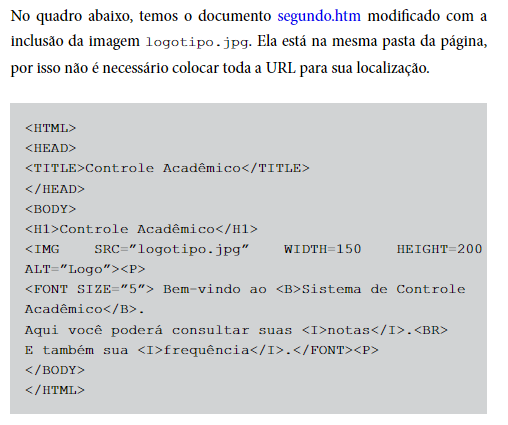 No quadro abaixo, temos o documento segundo.htm modificado com a
inclusão da imagem logotipo.jpg. Ela está na mesma pasta da página,
por isso não é necessário colocar toda a URL para sua localização.
<HTML>
<HEAD>
<TITLE>Controle Acadêmico</TITLE>
</HEAD>
<BODY>
<H1>Controle Acadêmico</H1>
<IMG SRC=”logotipo.jpg” WIDTH=150 HEIGHT=200
ALT=”Logo”><P>
<FONT SIZE=”5”> Bem-vindo ao <B>Sistema de Controle
Acadêmico</B>.
Aqui você poderá consultar suas <I>notas</I>.<BR>
E também sua <I>frequência</I>.</FONT><P>
</BODY>
</HTML>